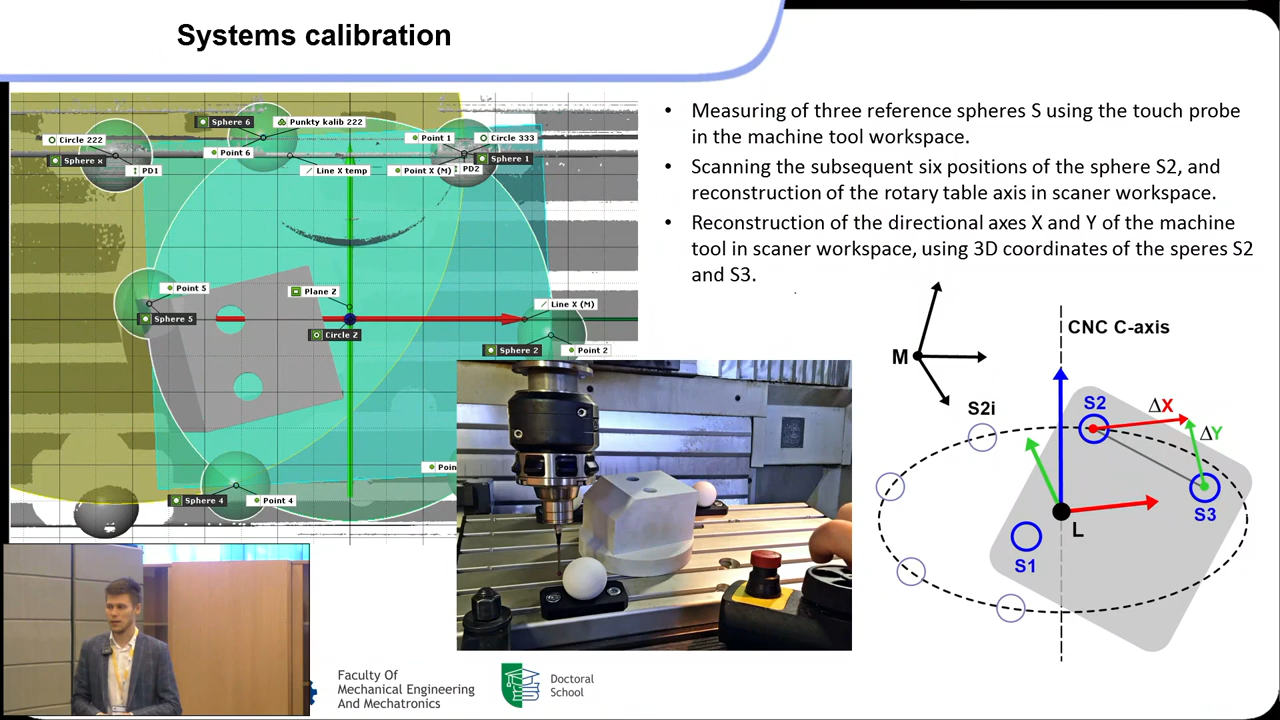 Systems calibration
Sphere 6
Punkty kalib 222
Circle 222
Point 1
Circle 333
Sphere x
Point 6
Sphere 1
PD1
Line X temp
Point X (M)
PD2
Point 5
Plane Z
Line X (M)
Sphere 5
Circle Z
Sphere 2
Point 2
Poin
Sphere 4
Point 4
• Measuring of three reference spheres S using the touch probe
in the machine tool workspace.
• Scanning the subsequent six positions of the sphere S2, and
reconstruction of the rotary table axis in scaner workspace.
• Reconstruction of the directional axes X and Y of the machine
tool in scaner workspace, using 3D coordinates of the speres S2
and S3.
CNC C-axis
M
S2i
S2
ΔX
ΔY
S3
L
S1
Faculty Of
Mechanical Engineering
And Mechatronics
Doctoral
School